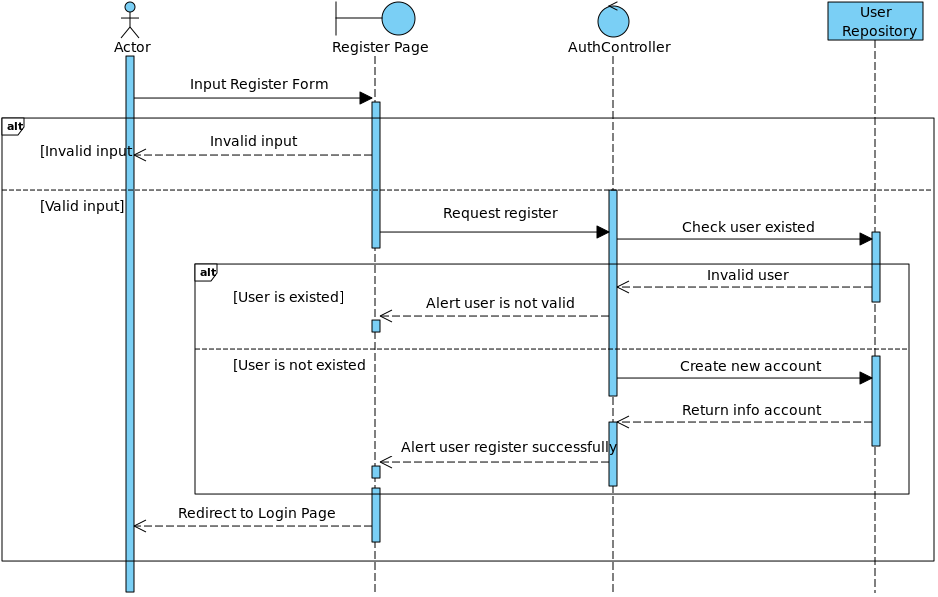 User
Repository
Actor
Register Page
AuthController
Input Register Form
alt
Invalid input
[Invalid input
[Valid input]
Request register
Check user existed
alt
Invalid user
[User is existed]
Alert user is not valid
[User is not existed
Create new account
Return info account
Alert user register successfully
Redirect to Login Page